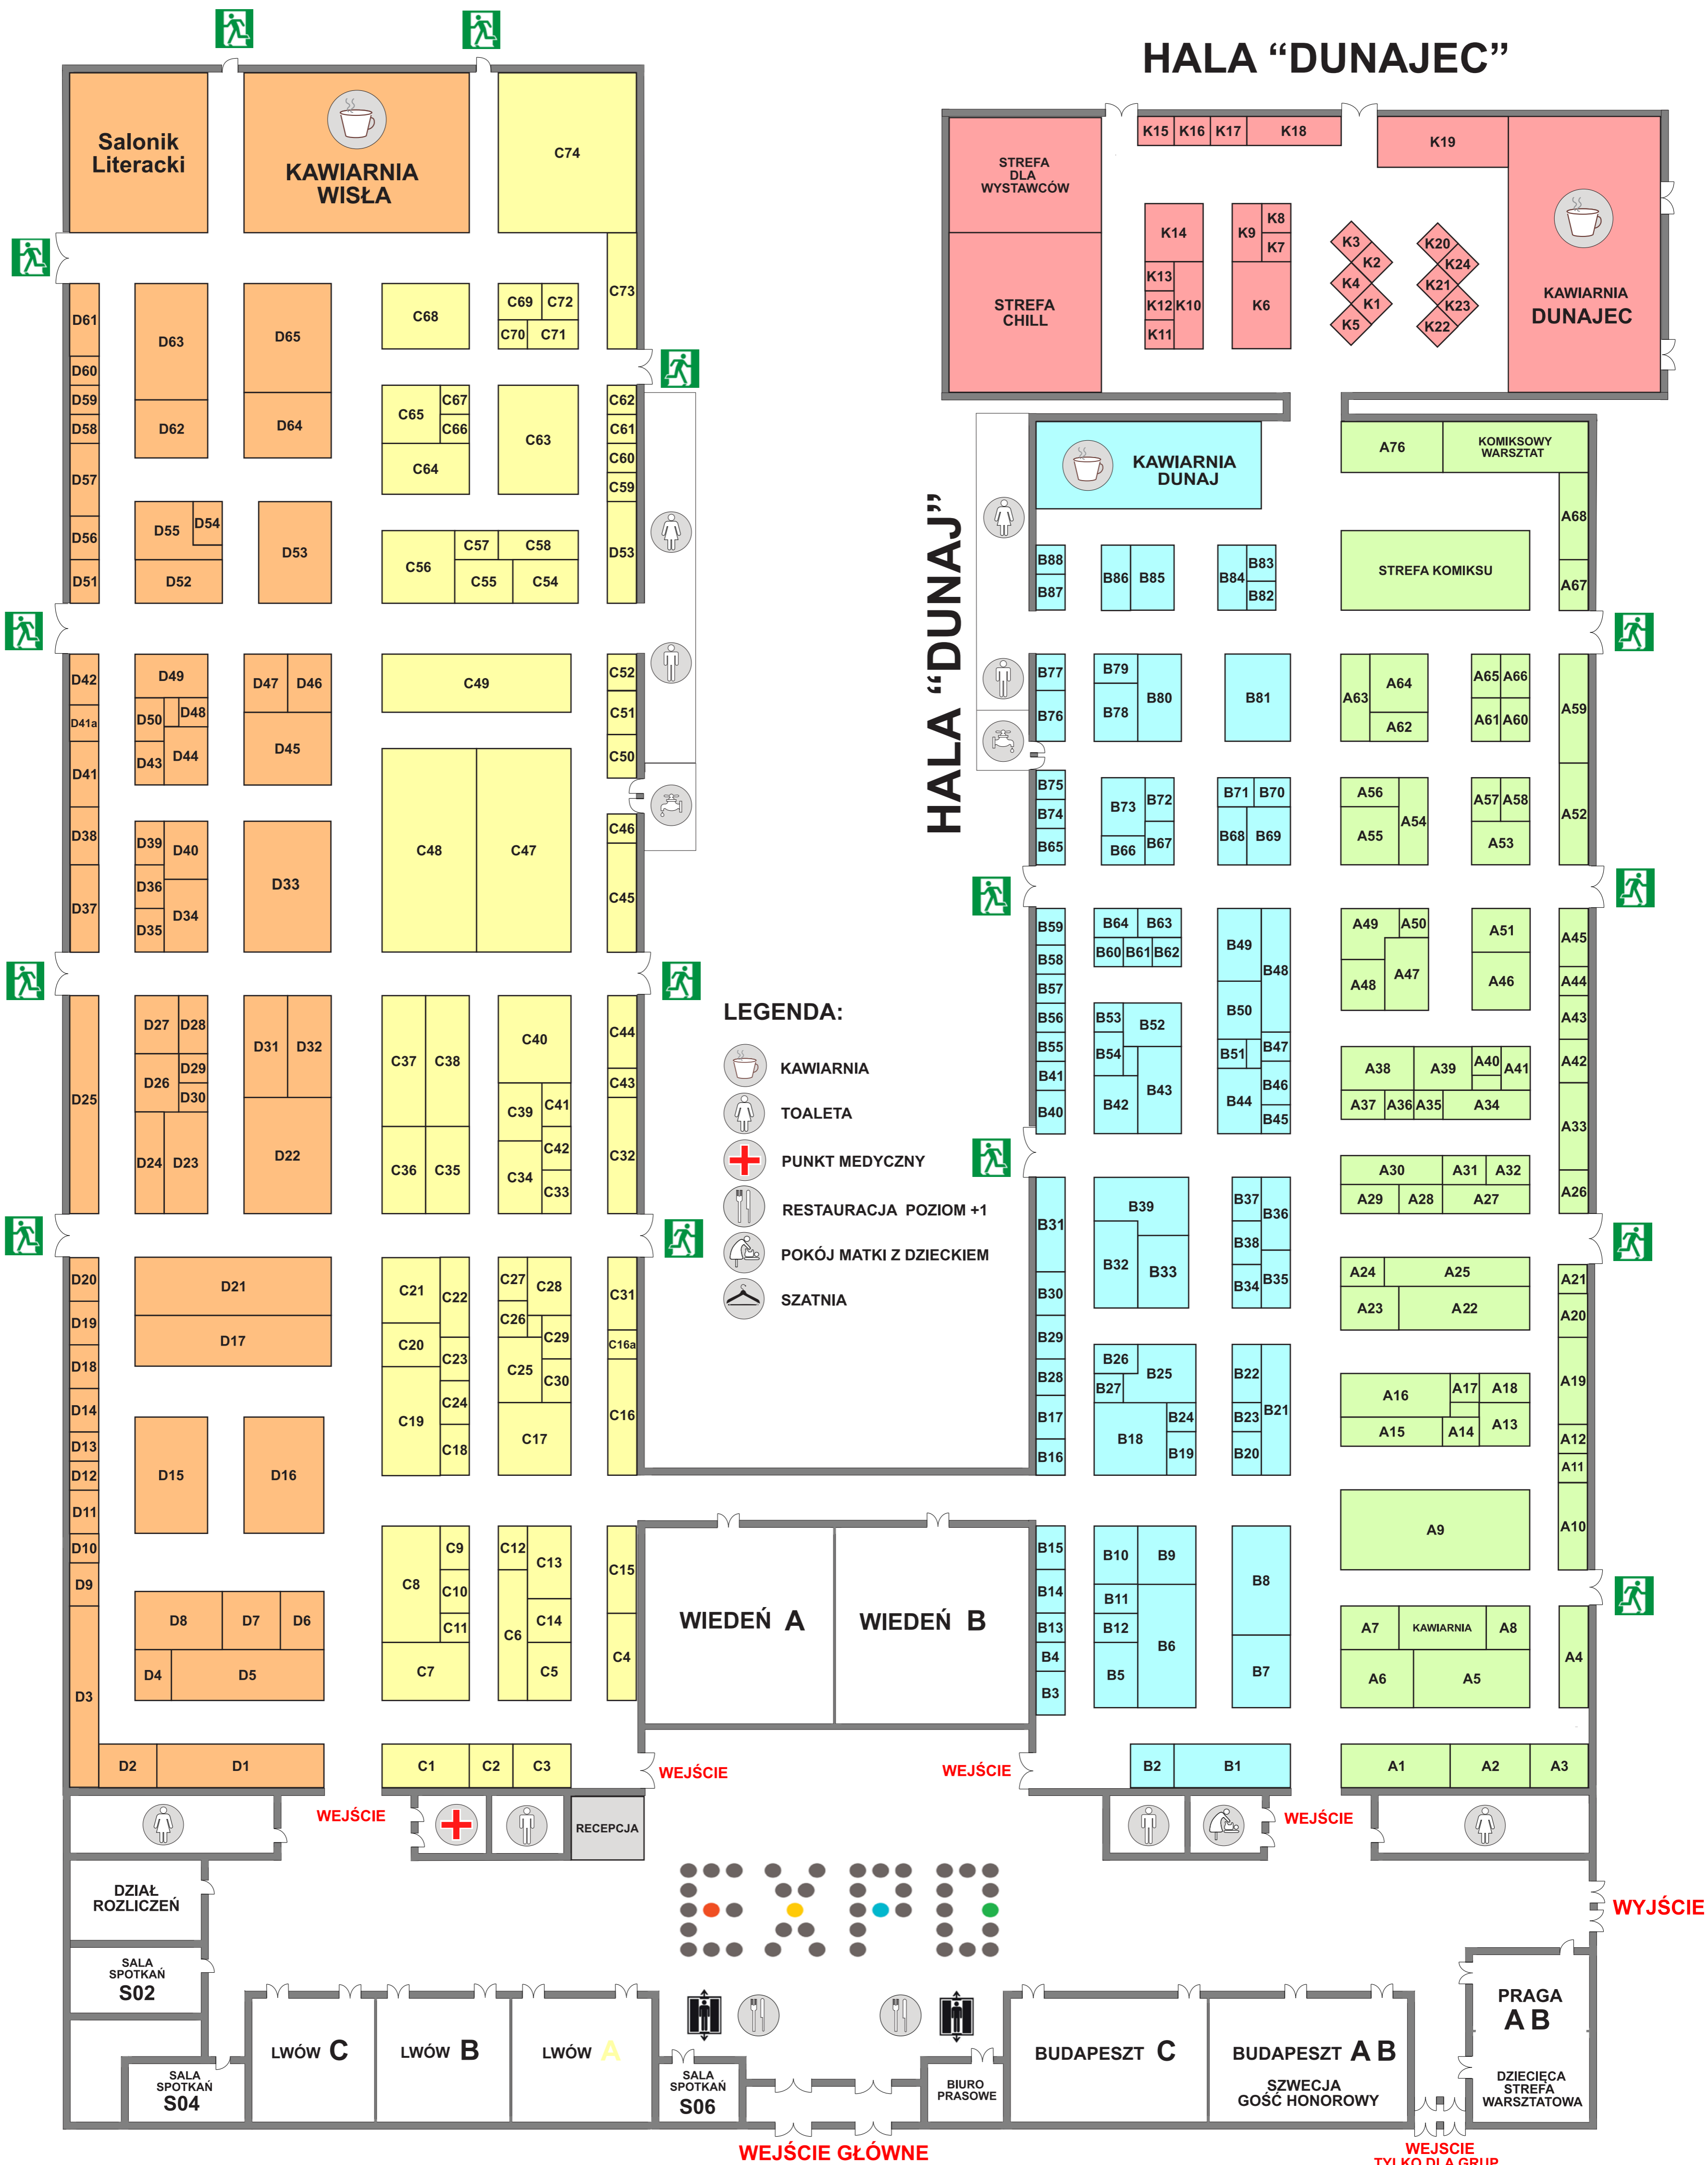 HALA “DUNAJEC”
Salonik
Literacki
KAWIARNIA
WISŁA
C74
STREFA
DLA
WYSTAWCÓW
STREFA
CHILL
K15 K16 K17 K18
K19
K14
K9 K8
K7
K13
K12 K10
K11
K6
K3
K2
K4
K1
K5
K20
K24
K21
K23
K22
KAWIARNIA
DUNAJEC
D61
D60
D59
D58
D57
D56
D51
D63
D62
D65
D64
D55 D54
D52
D53
C68
C69 C72
C70 C71
C73
C65 C67
C66
C64
C63
C62
C61
C60
C59
D53
C56 C57 C58
C55 C54
D42
D41a
D41
D38
D37
D49
D50 D48
D43 D44
D47 D46
D45
D39 D40
D36
D35 D34
D33
C49
C48 C47
C52
C51
C50
C46
C45
D25
D27 D28
D26 D29
D30
D24 D23
D31 D32
D22
C37 C38
C36 C35
C40
C39 C41
C42
C34 C33
C44
C43
C32
D20
D19
D18
D14
D13
D12
D11
D10
D9
D3
D21
D17
D15 D16
D8 D7 D6
D4 D5
D2 D1
C21 C22
C20 C23
C19 C24
C18
C27 C28
C26 C29
C25 C30
C17
C31
C16a
C16
C8 C9
C10
C11
C7
C12 C13
C6 C14
C5
C15
C4
C1 C2 C3
HALA “DUNAJ”
KAWIARNIA
DUNAJ
B88
B87
B86 B85
B84 B83
B82
B77
B76
B79
B78 B80
B81
B75
B74
B65
B73 B72
B66 B67
B71 B70
B68 B69
B59
B58
B57
B56
B55
B41
B40
B64 B63
B60 B61 B62
B53 B52
B54
B42 B43
B49 B48
B50
B51 B47
B44 B46
B45
B31
B30
B29
B28
B17
B16
B39
B32 B33
B37 B36
B38
B34 B35
B26 B25
B27
B18 B24
B19
B22 B21
B23
B20
B15
B14
B13
B4
B3
B10 B9
B11
B12 B6
B5
B8
B7
B2 B1
A76
KOMIKSOWY
WARSZTAT
A68
A67
STREFA KOMIKSU
A63 A64
A62
A65 A66
A61 A60
A59
A56 A54
A55
A57 A58
A53
A52
A49 A50
A48 A47
A51
A46
A45
A44
A43
A42
A33
A26
A38 A39 A40 A41
A37 A36 A35 A34
A30 A31 A32
A29 A28 A27
A24 A25
A23 A22
A21
A20
A19
A12
A11
A10
A16 A17 A18
A15 A14 A13
A9
A7 KAWIARNIA A8
A6 A5
A4
A1 A2 A3
LEGENDA:
KAWIARNIA
TOALETA
PUNKT MEDYCZNY
RESTAURACJA POZIOM +1
POKÓJ MATKI Z DZIECKIEM
SZATNIA
WIEDEŃ A
WIEDEŃ B
WEJŚCIE
WEJŚCIE
WEJŚCIE
WEJŚCIE
RECEPCJA
DZIAŁ
ROZLICZEŃ
SALA
SPOTKAŃ
S02
SALA
SPOTKAŃ
S04
LWÓW C
LWÓW B
LWÓW A
EXPO
SALA
SPOTKAŃ
S06
BIURO
PRASOWE
BUDAPESZT C
BUDAPESZT A B
SZWECJA
GOŚĆ HONOROWY
WYJŚCIE
PRAGA
A B
DZIECIĘCA
STREFA
WARSZTATOWA
WEJŚCIE GŁÓWNE
WEJSCIE
TYLKO DLA GRUP